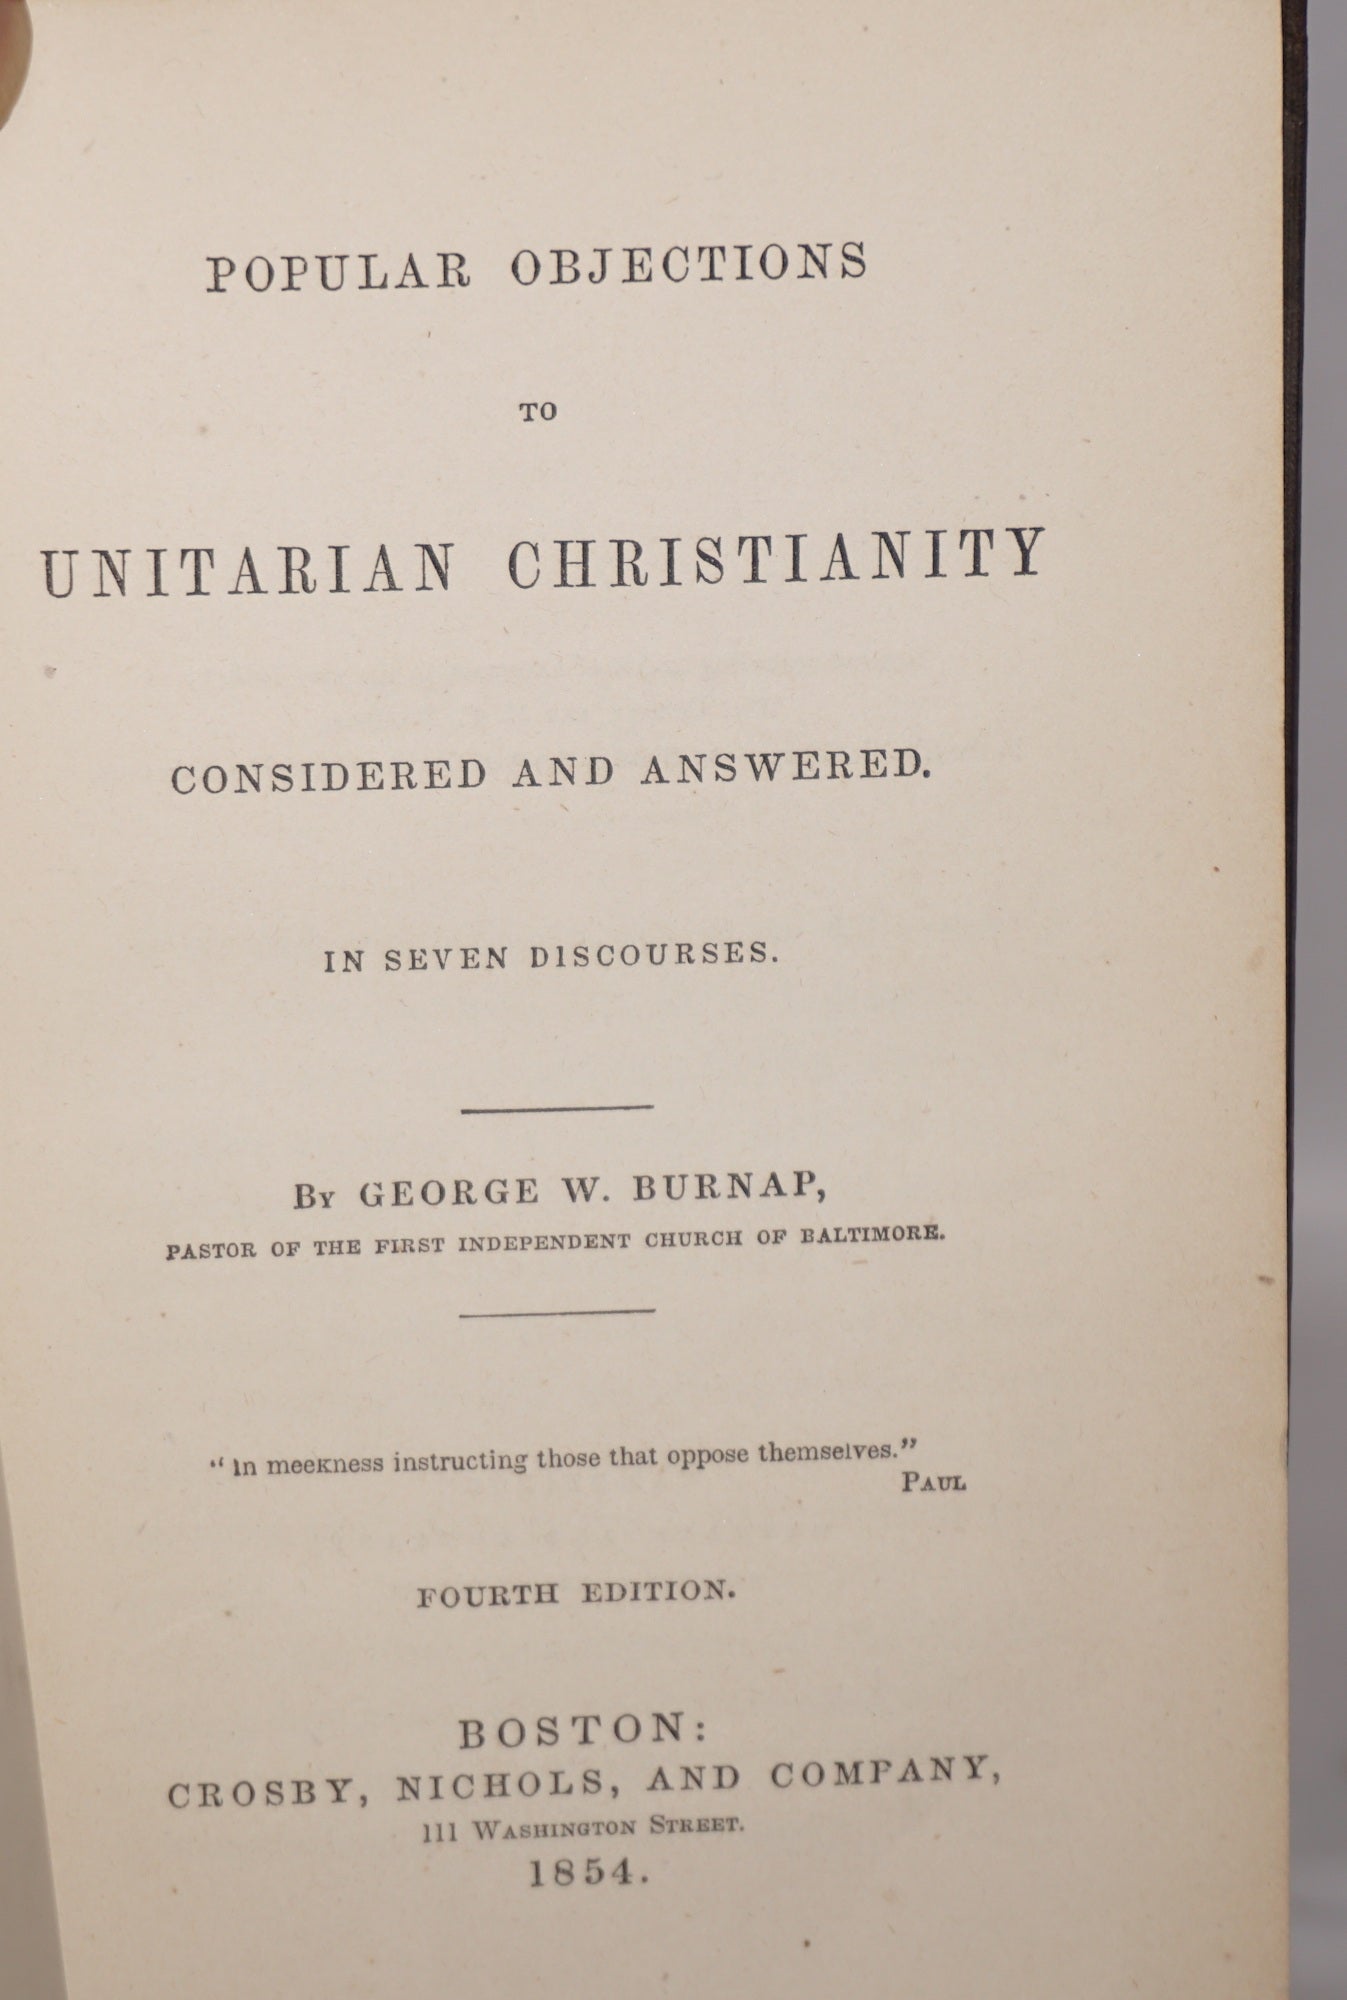 POPULAR OBJECTIONS
TO
UNITARIAN CHRISTIANITY
CONSIDERED AND ANSWERED.
IN SEVEN DISCOURSES.
By GEORGE W. BURNAP,
PASTOR OF THE FIRST INDEPENDENT CHURCH OF BALTIMORE.
"In meekness instructing those that oppose themselves."
PAUL
FOURTH EDITION.
BOSTON:
CROSBY, NICHOLS, AND COMPANY,
111 WASHINGTON STREET.
1854.